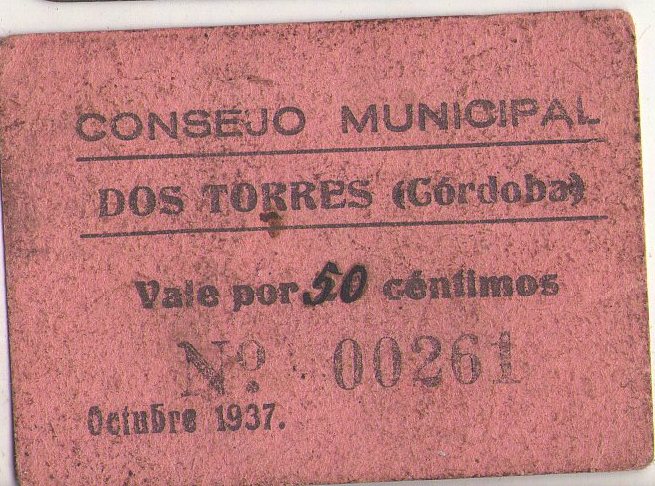 CONSEJO MUNICIPAL
DOS TORRES (Córdoba)
Vale por 50 céntimos
Nº 00261
Octubre 1937.